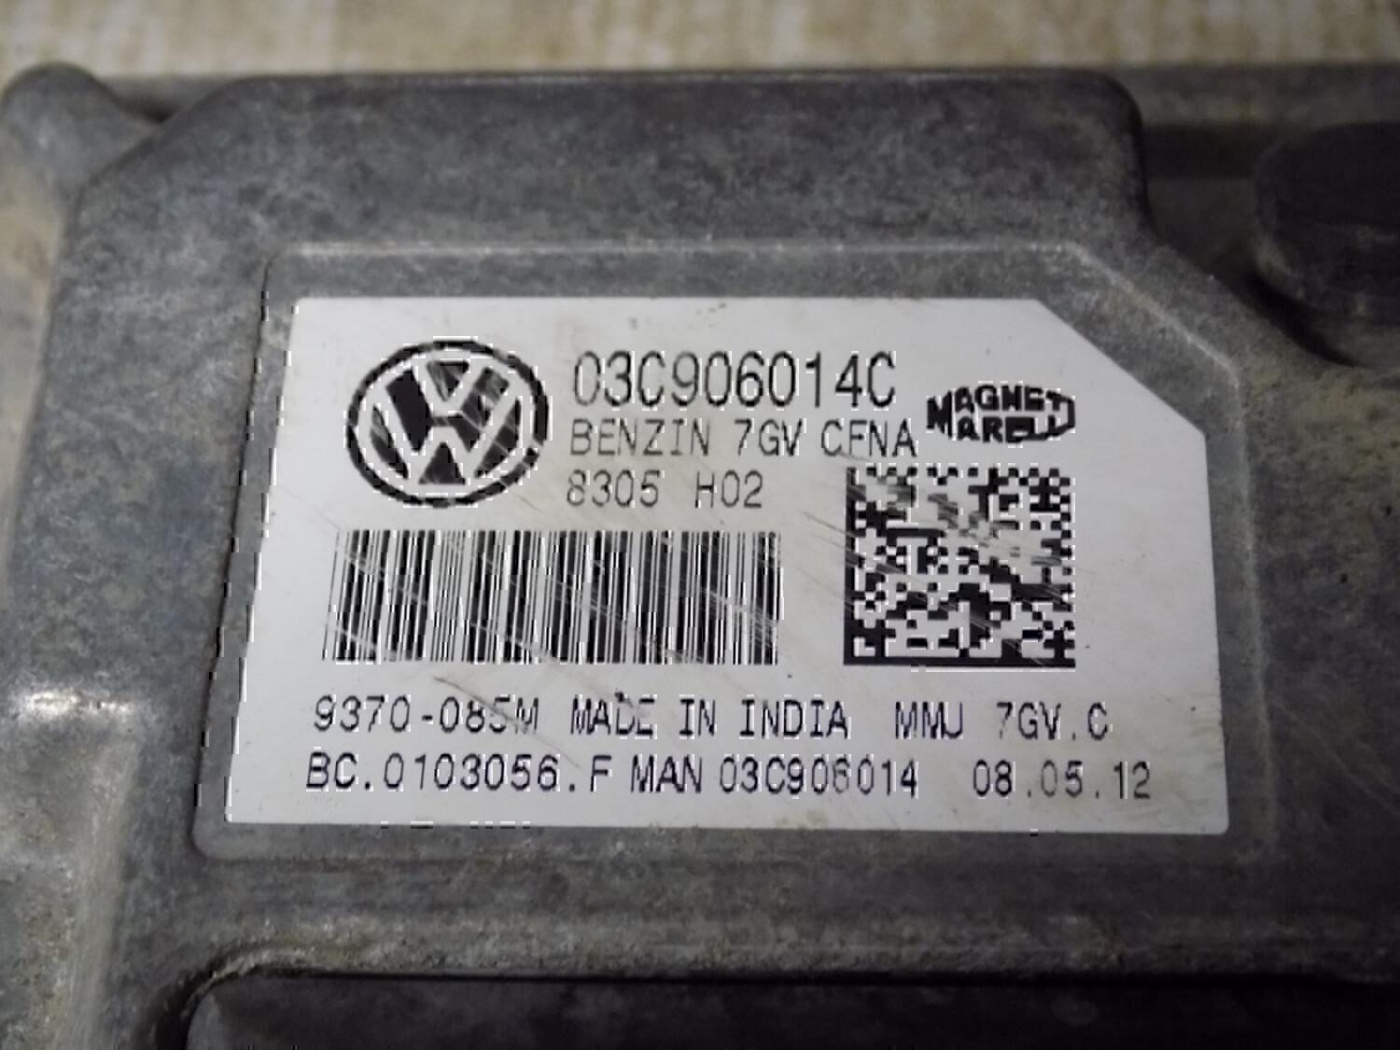 03C906014C
MAGNETI
MARELLI
BENZIN 7GV CFNA
8305 H02
9370-085M MADE IN INDIA MMJ 7GV.C
BC.0103056.F MAN 03C906014 08.05.12